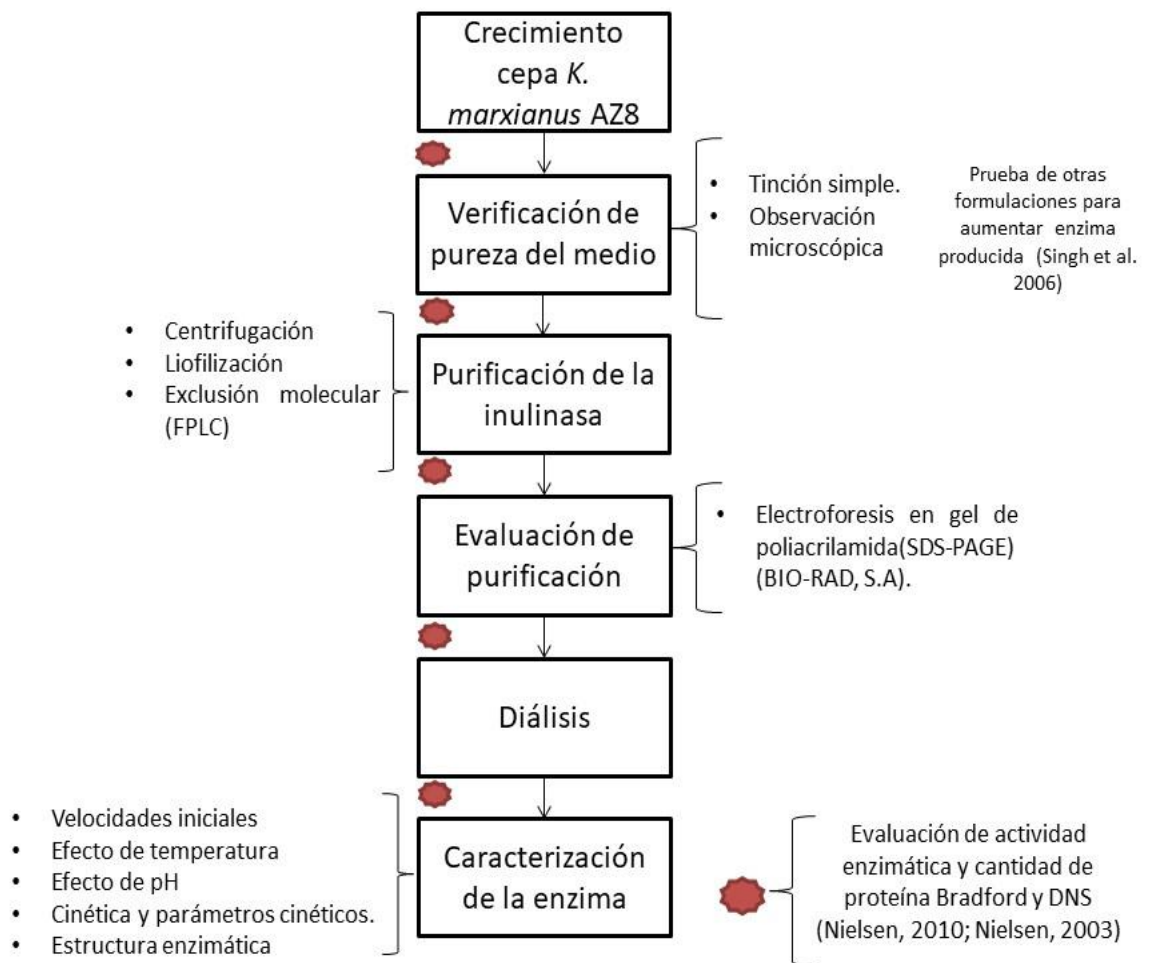 Crecimiento
cepa K.
marxianus AZ8
Verificación de
pureza del medio
• Tinción simple.
• Observación
microscópica
Prueba de otras
formulaciones para
aumentar enzima
producida (Singh et al.
2006)
• Centrifugación
• Liofilización
• Exclusión molecular
(FPLC)
Purificación de la
inulinasa
Evaluación de
purificación
• Electroforesis en gel de
poliacrilamida(SDS-PAGE)
(BIO-RAD, S.A).
Diálisis
• Velocidades iniciales
• Efecto de temperatura
• Efecto de pH
• Cinética y parámetros cinéticos.
• Estructura enzimática
Caracterización
de la enzima
Evaluación de actividad
enzimática y cantidad de
proteína Bradford y DNS
(Nielsen, 2010; Nielsen, 2003)